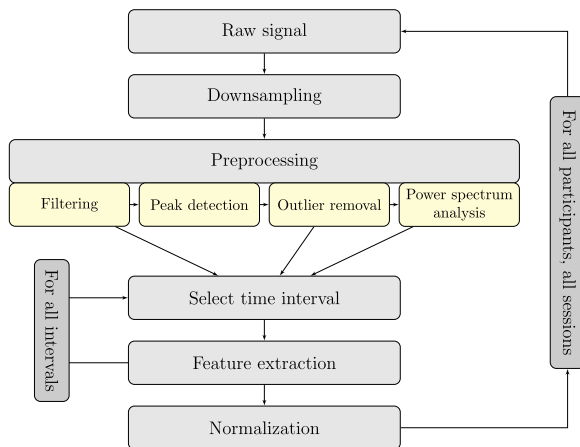 Raw signal
Downsampling
Preprocessing
Filtering
Peak detection
Outlier removal
Power spectrum
analysis
Select time interval
For all intervals
Feature extraction
Normalization
For all participants, all sessions